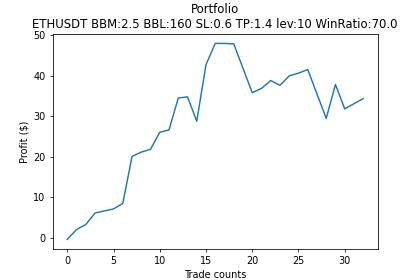 Portfolio
ETHUSDT BBM:2.5 BBL:160 SL:0.6 TP:1.4 lev:10 WinRatio:70.0
50
40
30
20
10
0
Profit ($)
0 5 10 15 20 25 30
Trade counts